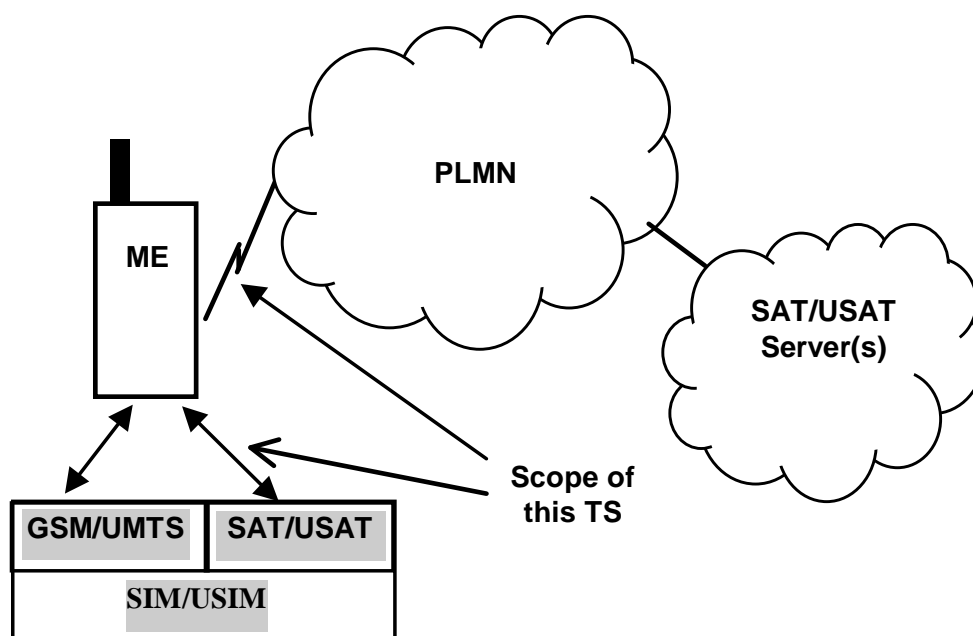 PLMN
ME
SAT/USAT
Server(s)
Scope of
this TS
GSM/UMTS
SAT/USAT
SIM/USIM